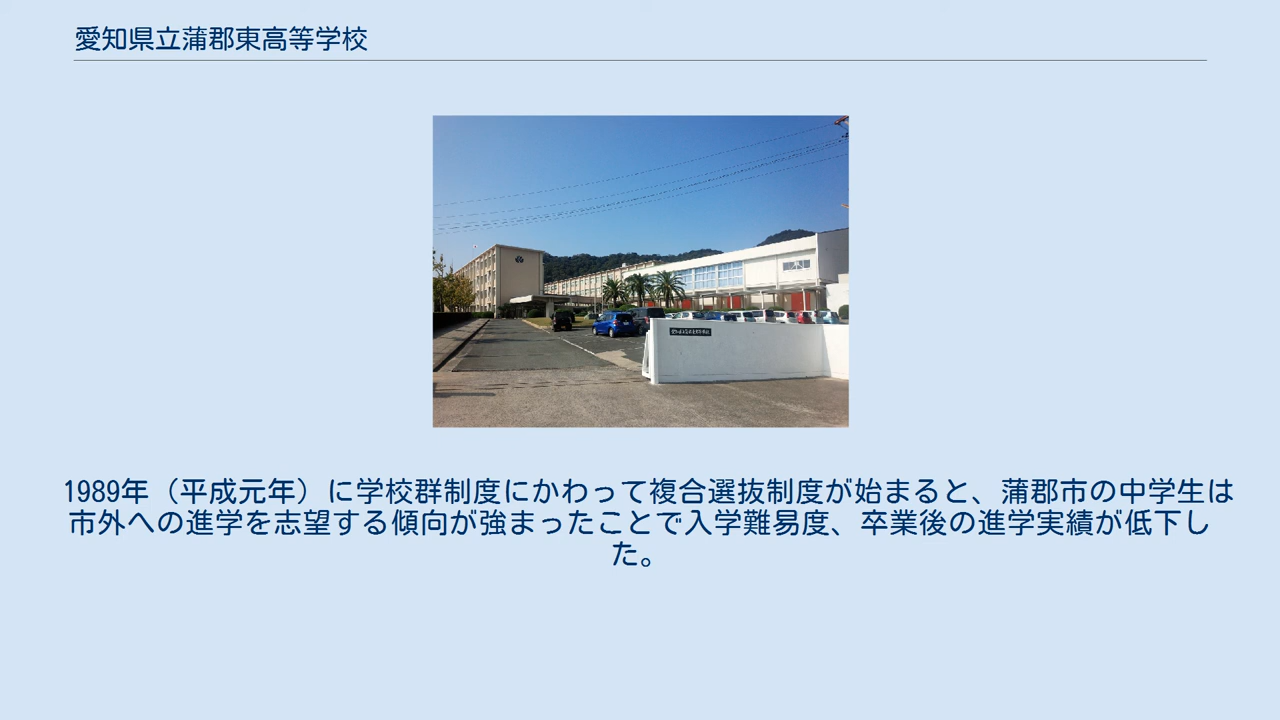 愛知県立蒲郡東高等学校
1989年（平成元年）に学校群制度にかわって複合選抜制度が始まると、蒲郡市の中学生は
市外への進学を志望する傾向が強まったことで入学難易度、卒業後の進学実績が低下し
た。